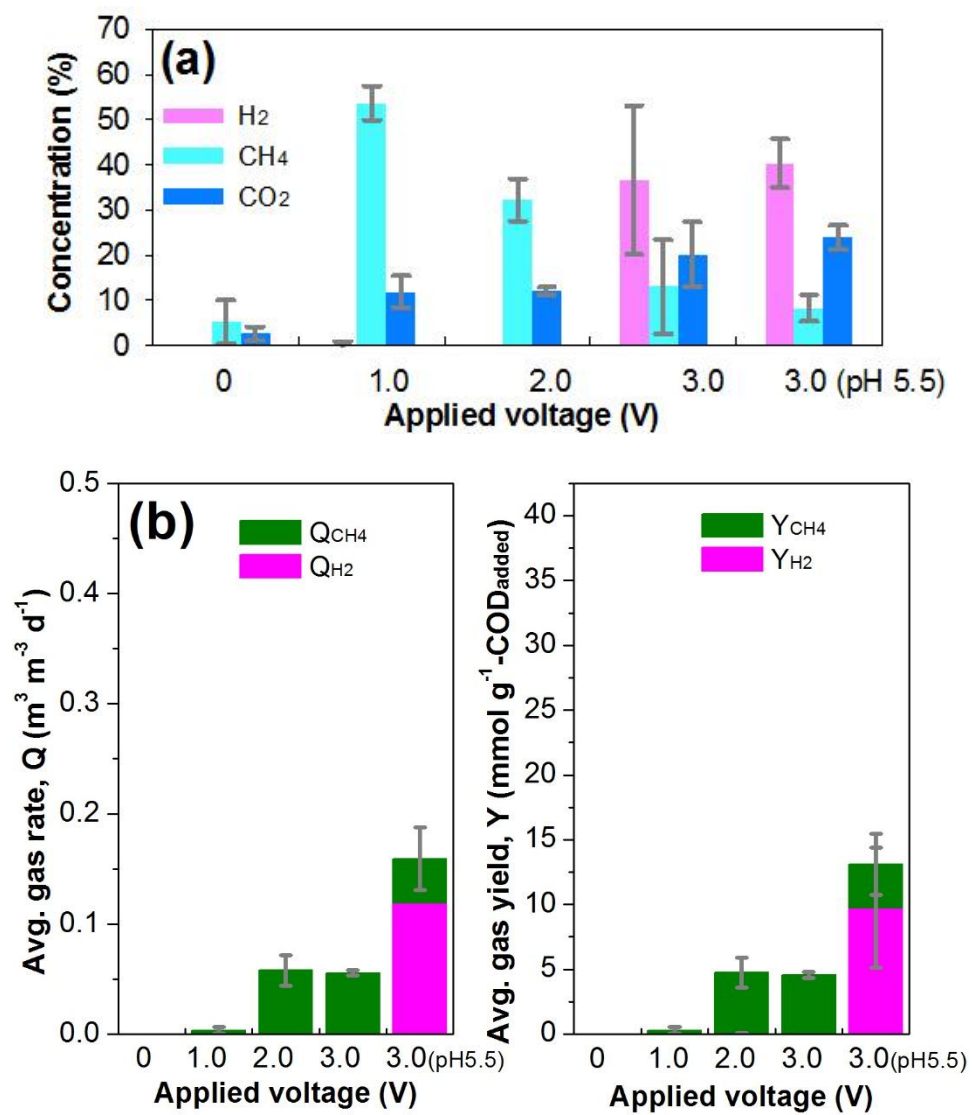 (a)
Concentration (%)
70
60
50
40
30
20
10
0
H2
CH4
CO2
0 1.0 2.0 3.0 3.0 (pH 5.5)
Applied voltage (V)
(b)
Avg. gas rate, Q (m3 m-3 d-1)
0.5
0.4
0.3
0.2
0.1
0.0
QCH4
QH2
0 1.0 2.0 3.0 3.0(pH5.5)
Applied voltage (V)
Avg. gas yield, Y (mmol g-1-CODadded)
40
35
30
25
20
15
10
5
0
YCH4
YH2
0 1.0 2.0 3.0 3.0(pH5.5)
Applied voltage (V)